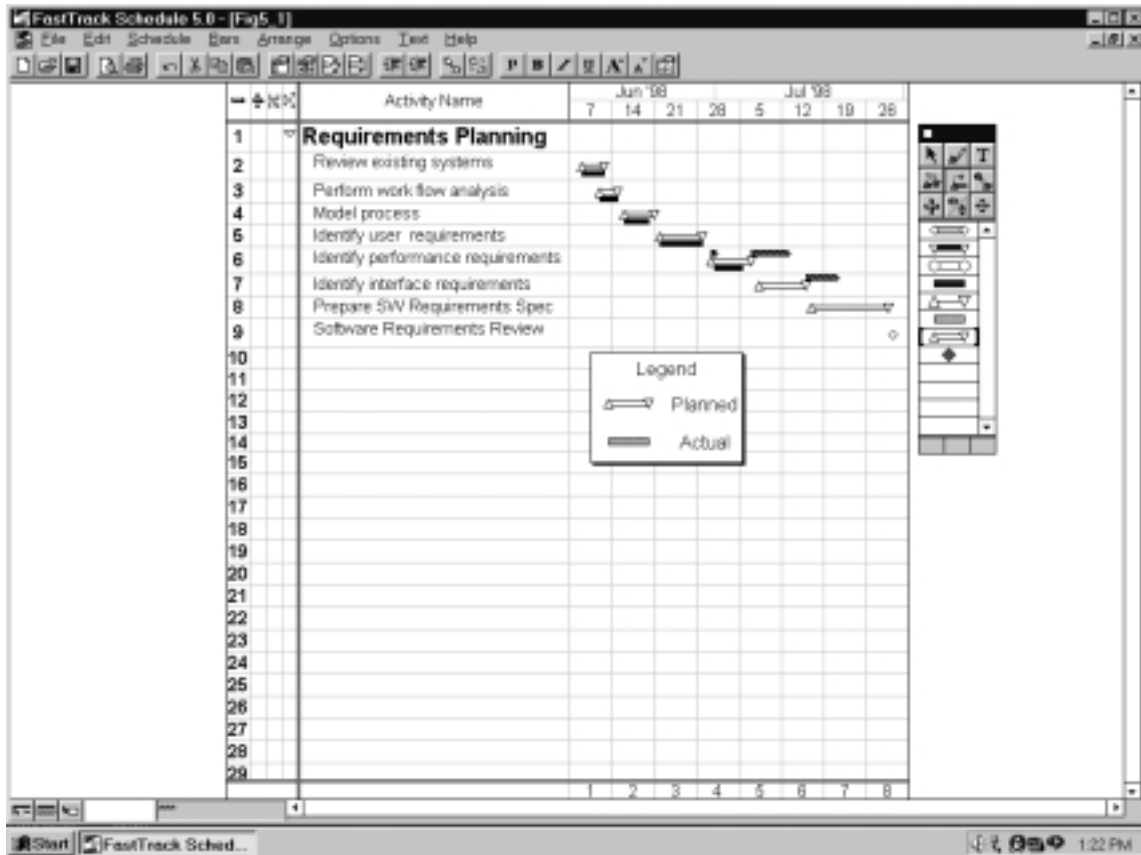 FastTrack Schedule 5.0 - [Fig5_1]
File Edit Schedule Bars Arrange Options Text Help
P B I U A A
Activity Name
Jun '98 Jul '98
7 14 21 28 5 12 19 26
1 Requirements Planning
2 Review existing systems
3 Perform work flow analysis
4 Model process
5 Identify user requirements
6 Identify performance requirements
7 Identify interface requirements
8 Prepare SW Requirements Spec
9 Software Requirements Review
10
11
12
13
14
15
16
17
18
19
20
21
22
23
24
25
26
27
28
29
T
Legend
Planned
Actual
1 2 3 4 5 6 7 8
Start FastTrack Sched... 1:22 PM